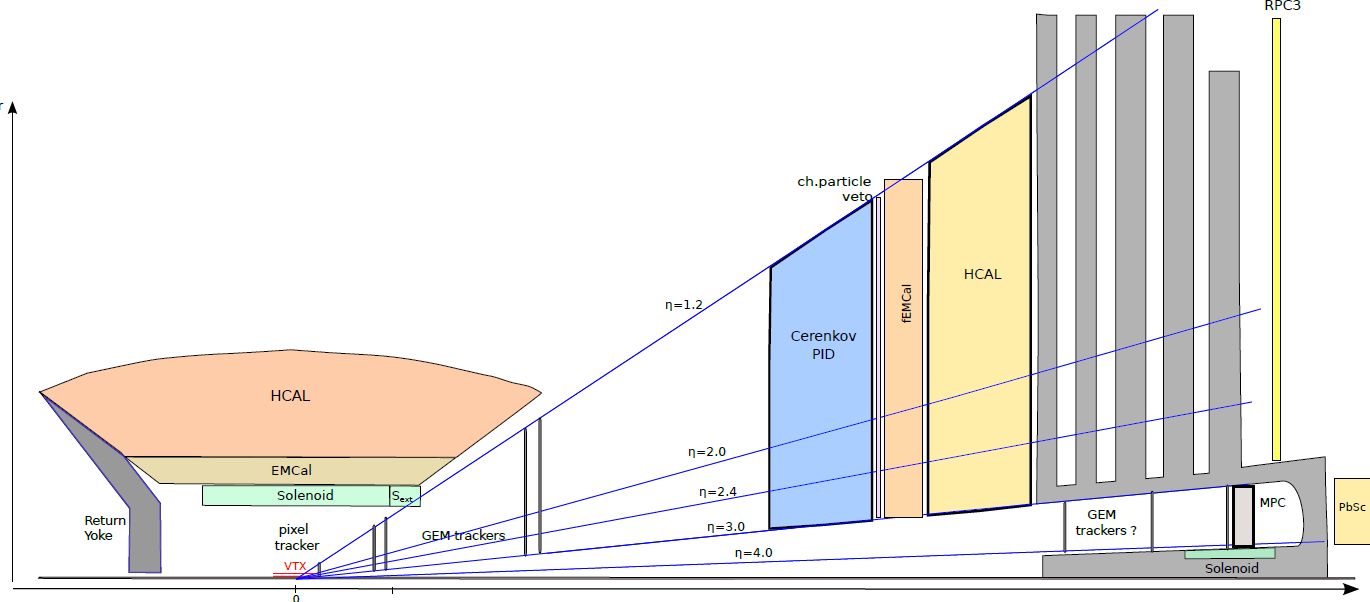 RPC3
r
ch.particle
veto
HCAL
fEMCal
η=1.2
Cerenkov
PID
HCAL
η=2.0
EMCal
η=2.4
Solenoid
Sext
PbSc
MPC
GEM
trackers ?
Return
Yoke
pixel
tracker
GEM trackers
η=3.0
η=4.0
VTX
Solenoid
0